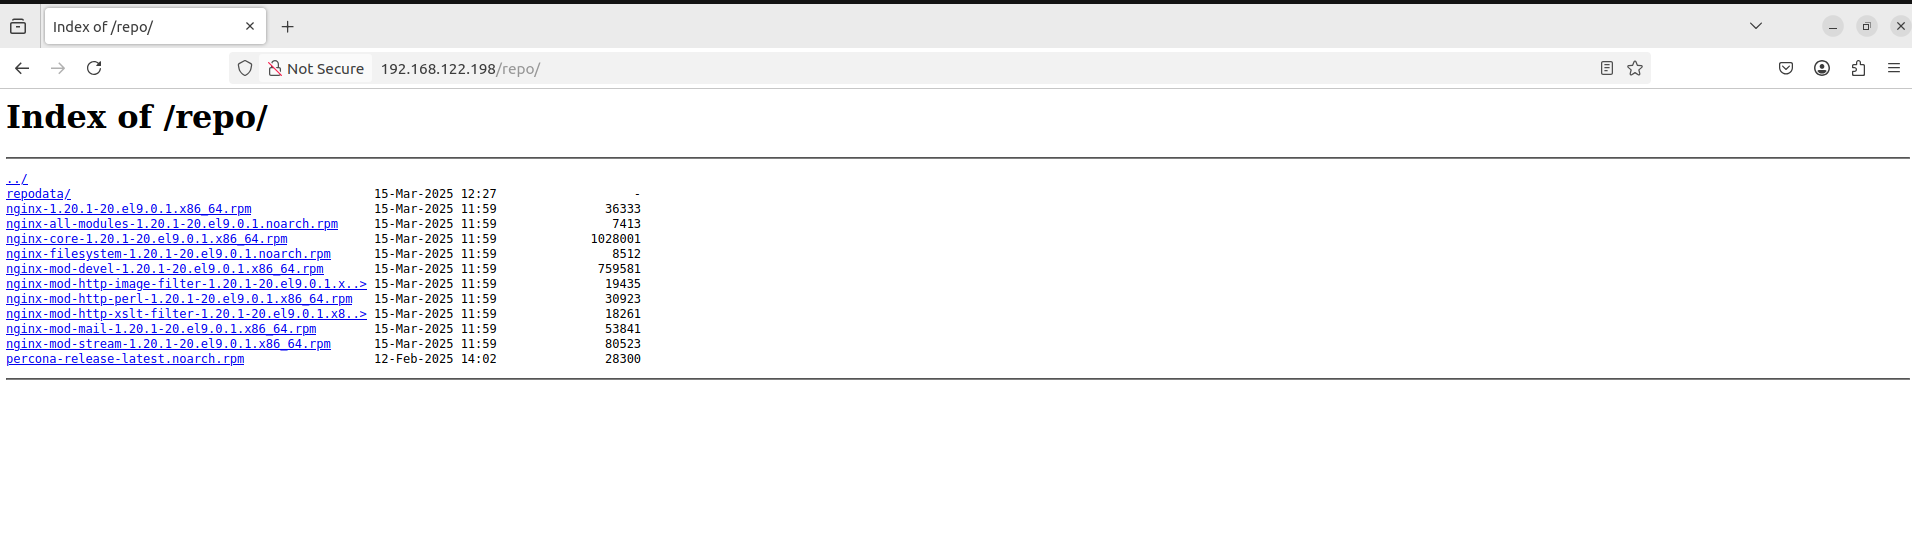 Index of /repo/
Not Secure 192.168.122.198/repo/
Index of /repo/
../
repodata/ 15-Mar-2025 12:27 -
nginx-1.20.1-20.el9.0.1.x86_64.rpm 15-Mar-2025 11:59 36333
nginx-all-modules-1.20.1-20.el9.0.1.noarch.rpm 15-Mar-2025 11:59 7413
nginx-core-1.20.1-20.el9.0.1.x86_64.rpm 15-Mar-2025 11:59 1028001
nginx-filesystem-1.20.1-20.el9.0.1.noarch.rpm 15-Mar-2025 11:59 8512
nginx-mod-devel-1.20.1-20.el9.0.1.x86_64.rpm 15-Mar-2025 11:59 759581
nginx-mod-http-image-filter-1.20.1-20.el9.0.1.x..> 15-Mar-2025 11:59 19435
nginx-mod-http-perl-1.20.1-20.el9.0.1.x86_64.rpm 15-Mar-2025 11:59 30923
nginx-mod-http-xslt-filter-1.20.1-20.el9.0.1.x8..> 15-Mar-2025 11:59 18261
nginx-mod-mail-1.20.1-20.el9.0.1.x86_64.rpm 15-Mar-2025 11:59 53841
nginx-mod-stream-1.20.1-20.el9.0.1.x86_64.rpm 15-Mar-2025 11:59 80523
percona-release-latest.noarch.rpm 12-Feb-2025 14:02 28300